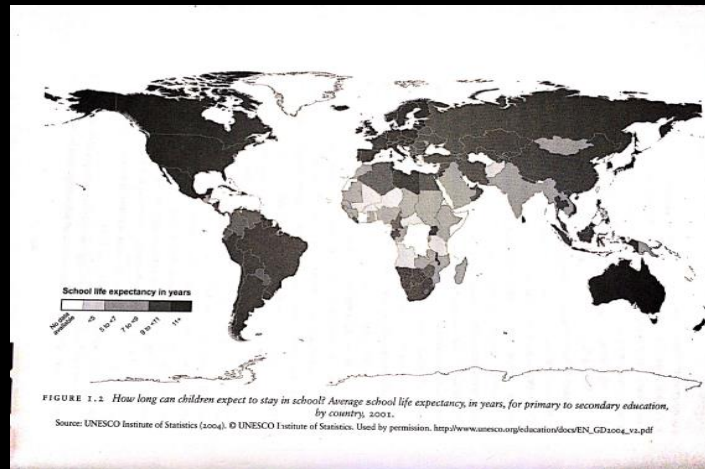 School life expectancy in years
No data available
<5
5 to <7
7 to <9
9 to <11
11+
FIGURE 1.2 How long can children expect to stay in school? Average school life expectancy, in years, for primary to secondary education,
by country, 2001.
Source: UNESCO Institute of Statistics (2004). © UNESCO Institute of Statistics. Used by permission. http://www.unesco.org/education/docs/EN_GD2004_v2.pdf